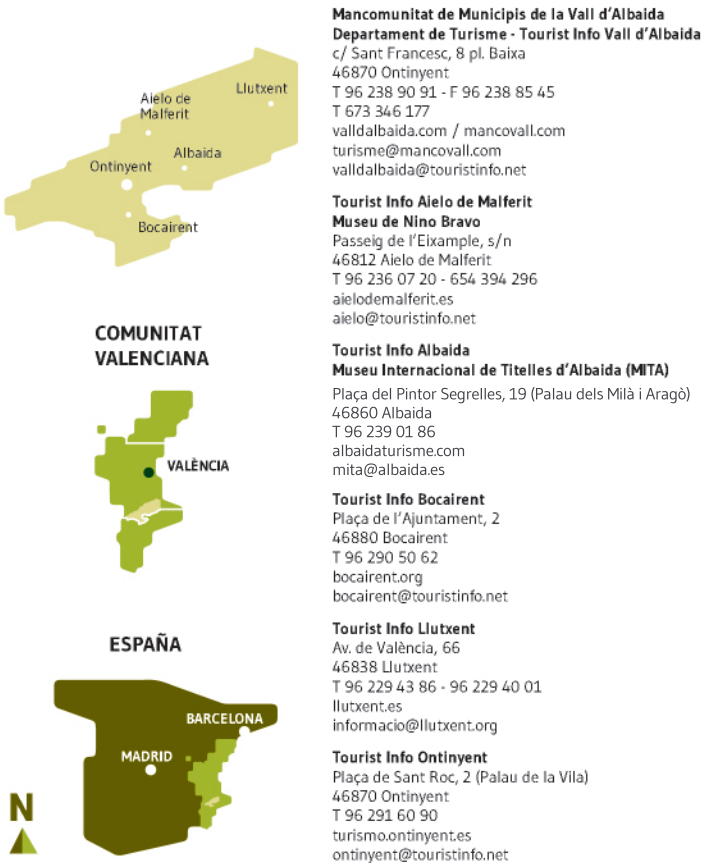 Llutxent
Aielo de
Malferit
Albaida
Ontinyent
Bocairent
COMUNITAT
VALENCIANA
VALÈNCIA
ESPAÑA
BARCELONA
MADRID
N
Mancomunitat de Municipis de la Vall d'Albaida
Departament de Turisme - Tourist Info Vall d'Albaida
c/ Sant Francesc, 8 pl. Baixa
46870 Ontinyent
T 96 238 90 91 - F 96 238 85 45
T 673 346 177
valldalbaida.com / mancovall.com
turisme@mancovall.com
valldalbaida@touristinfo.net
Tourist Info Aielo de Malferit
Museu de Nino Bravo
Passeig de l'Eixample, s/n
46812 Aielo de Malferit
T 96 236 07 20 - 654 394 296
aielodemalferit.es
aielo@touristinfo.net
Tourist Info Albaida
Museu Internacional de Titelles d'Albaida (MITA)
Plaça del Pintor Segrelles, 19 (Palau dels Milà i Aragò)
46860 Albaida
T 96 239 01 86
albaidaturisme.com
mita@albaida.es
Tourist Info Bocairent
Plaça de l'Ajuntament, 2
46880 Bocairent
T 96 290 50 62
bocairent.org
bocairent@touristinfo.net
Tourist Info Llutxent
Av. de València, 66
46838 Llutxent
T 96 229 43 86 - 96 229 40 01
llutxent.es
informacio@llutxent.org
Tourist Info Ontinyent
Plaça de Sant Roc, 2 (Palau de la Vila)
46870 Ontinyent
T 96 291 60 90
turismo.ontinyent.es
ontinyent@touristinfo.net